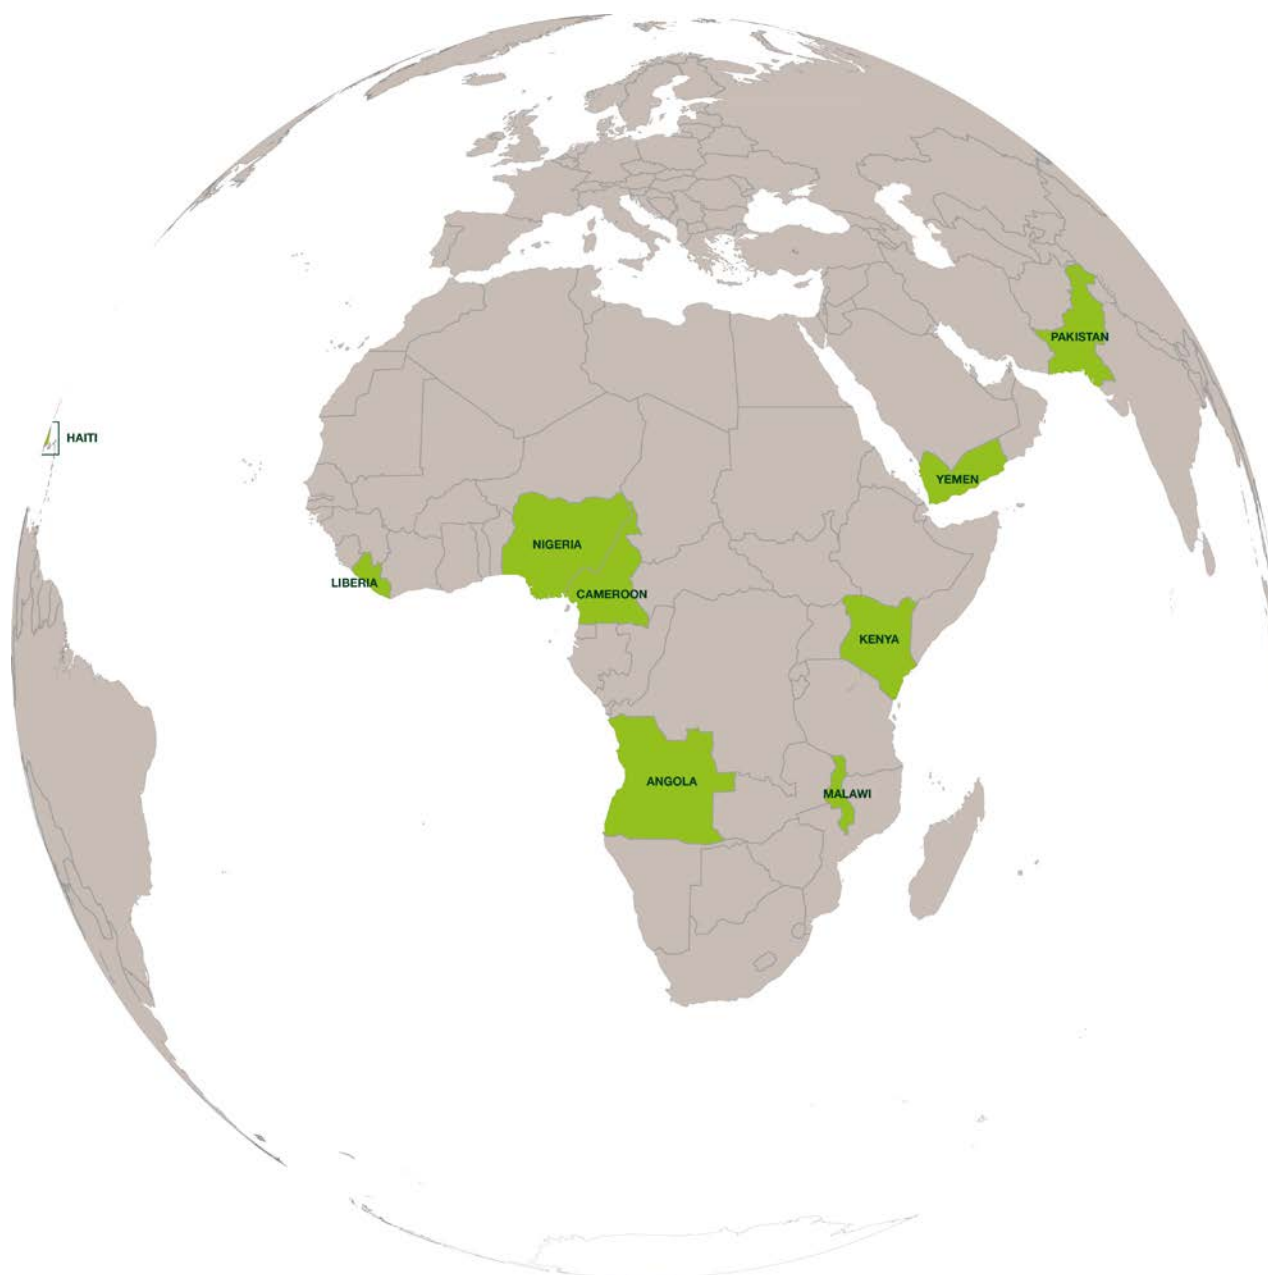 PAKISTAN
HAITI
YEMEN
NIGERIA
LIBERIA
CAMEROON
KENYA
ANGOLA
MALAWI